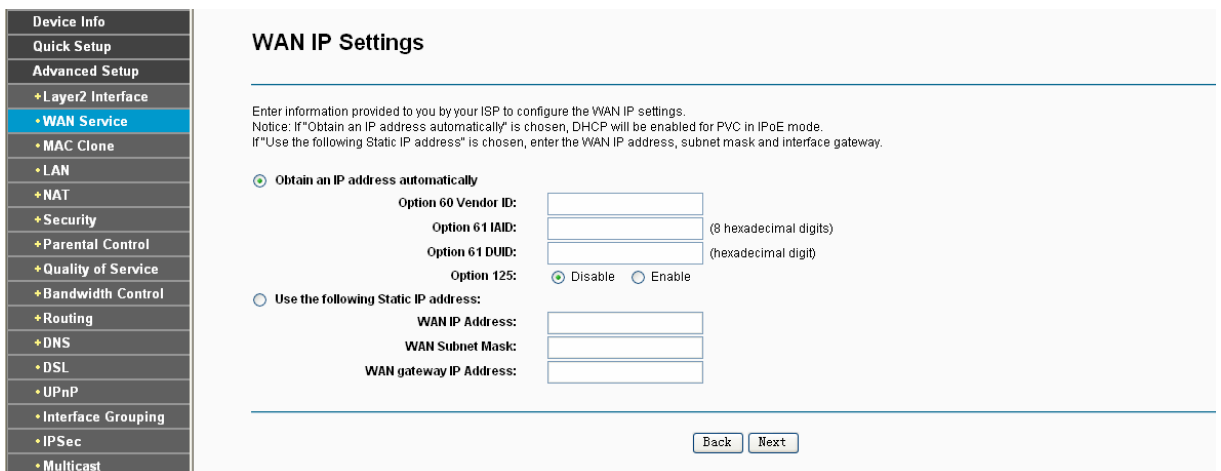 Device Info
Quick Setup
Advanced Setup
+Layer2 Interface
•WAN Service
•MAC Clone
•LAN
+NAT
+Security
+Parental Control
+Quality of Service
+Bandwidth Control
+Routing
+DNS
•DSL
•UPnP
•Interface Grouping
•IPSec
•Multicast
WAN IP Settings
Enter information provided to you by your ISP to configure the WAN IP settings.
Notice: If "Obtain an IP address automatically" is chosen, DHCP will be enabled for PVC in IPoE mode.
If "Use the following Static IP address" is chosen, enter the WAN IP address, subnet mask and interface gateway.
Obtain an IP address automatically
Option 60 Vendor ID:
Option 61 IAID: (8 hexadecimal digits)
Option 61 DUID: (hexadecimal digit)
Option 125: Disable Enable
Use the following Static IP address:
WAN IP Address:
WAN Subnet Mask:
WAN gateway IP Address:
Back Next